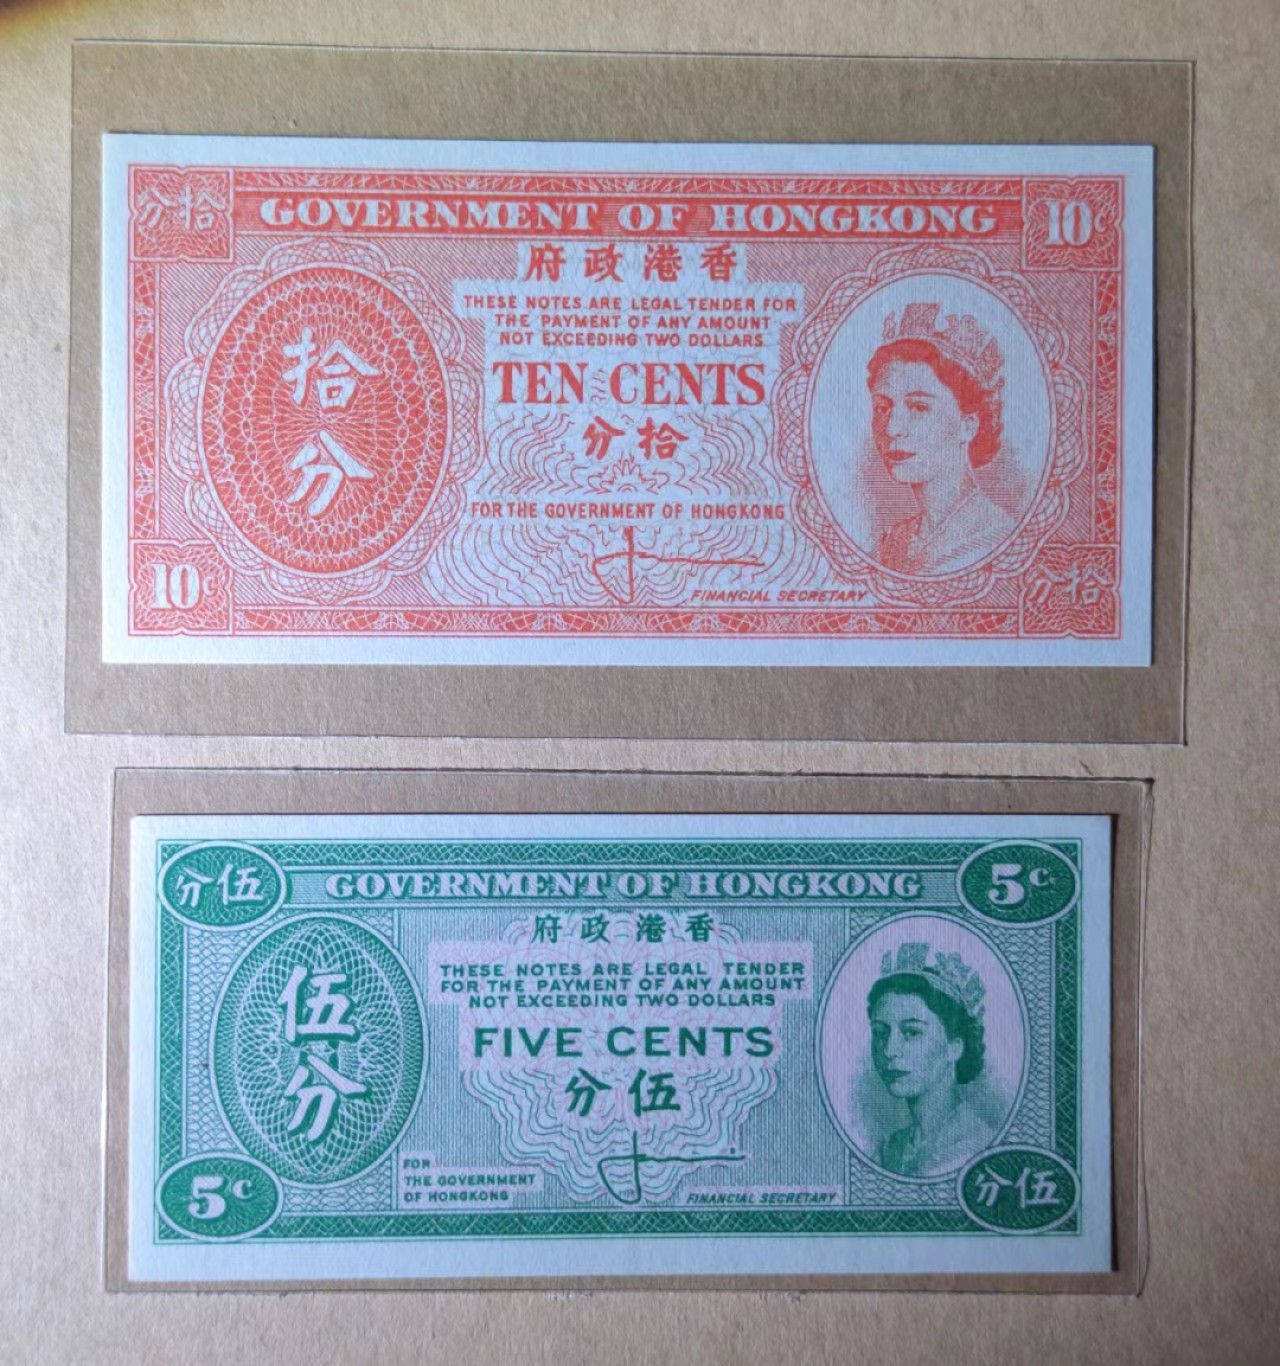 分拾
GOVERNMENT OF HONGKONG
10¢
府政港香
THESE NOTES ARE LEGAL TENDER FOR
THE PAYMENT OF ANY AMOUNT
NOT EXCEEDING TWO DOLLARS
拾
分
TEN CENTS
分拾
FOR THE GOVERNMENT OF HONGKONG
10¢
FINANCIAL SECRETARY
分拾
分伍
GOVERNMENT OF HONGKONG
5¢
府政港香
THESE NOTES ARE LEGAL TENDER
FOR THE PAYMENT OF ANY AMOUNT
NOT EXCEEDING TWO DOLLARS
伍
分
FIVE CENTS
分伍
FOR
THE GOVERNMENT
OF HONGKONG
5¢
FINANCIAL SECRETARY
分伍